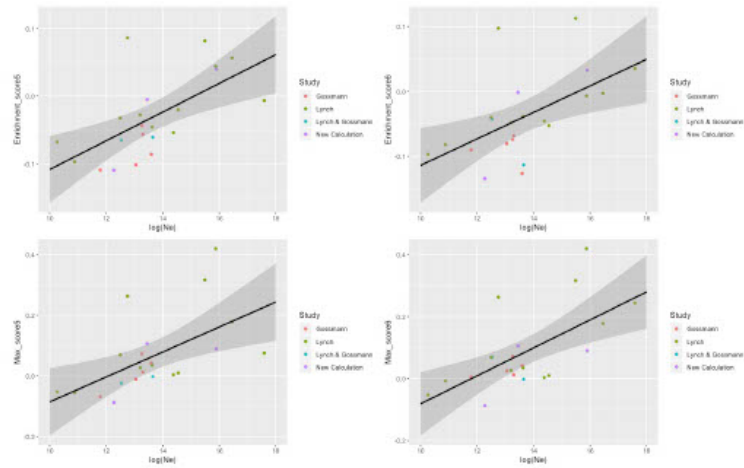 0.1
0.0
-0.1
Enrichment_score5
10 12 14 16 18
log(Ne)
Study
Gossmann
Lynch
Lynch & Gossmann
New Calculation
0.1
0.0
-0.1
Enrichment_score6
10 12 14 16 18
log(Ne)
Study
Gossmann
Lynch
Lynch & Gossmann
New Calculation
0.4
0.2
0.0
Max_score5
10 12 14 16 18
log(Ne)
Study
Gossmann
Lynch
Lynch & Gossmann
New Calculation
0.4
0.2
0.0
-0.2
Max_score6
10 12 14 16 18
log(Ne)
Study
Gossmann
Lynch
Lynch & Gossmann
New Calculation